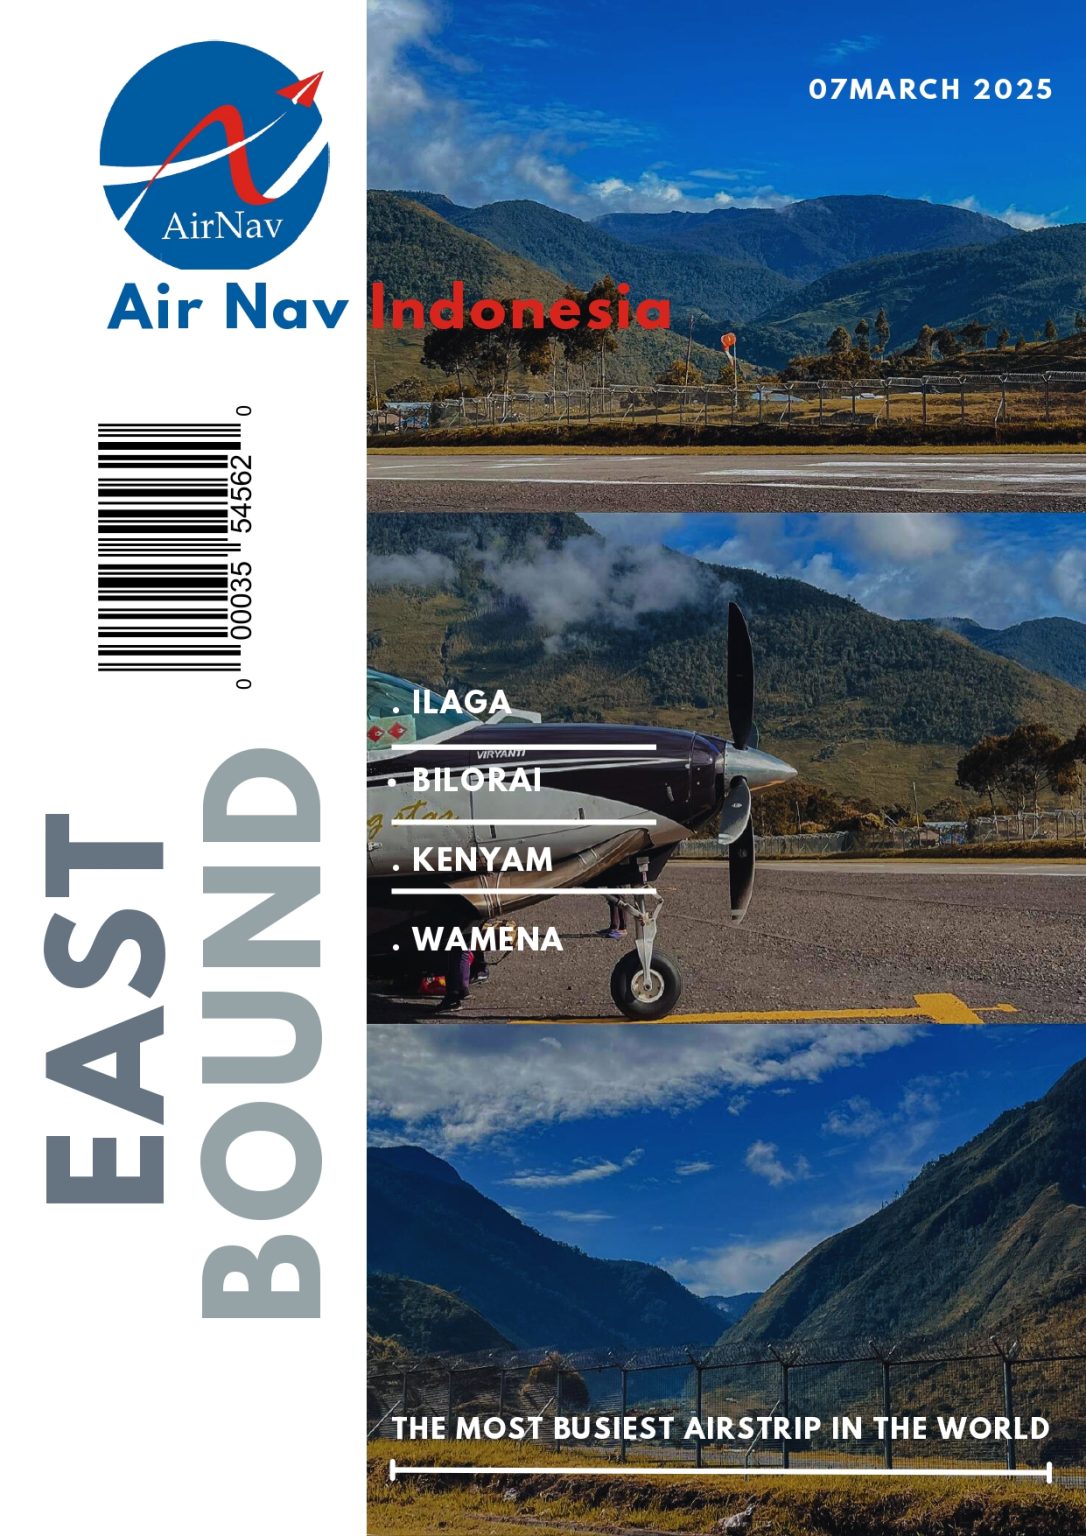 07MARCH 2025
AirNav
Air Nav Indonesia
0 00035 54562 0
EAST
BOUND
. ILAGA
VIRYANTI
. BILORAI
. KENYAM
. WAMENA
THE MOST BUSIEST AIRSTRIP IN THE WORLD